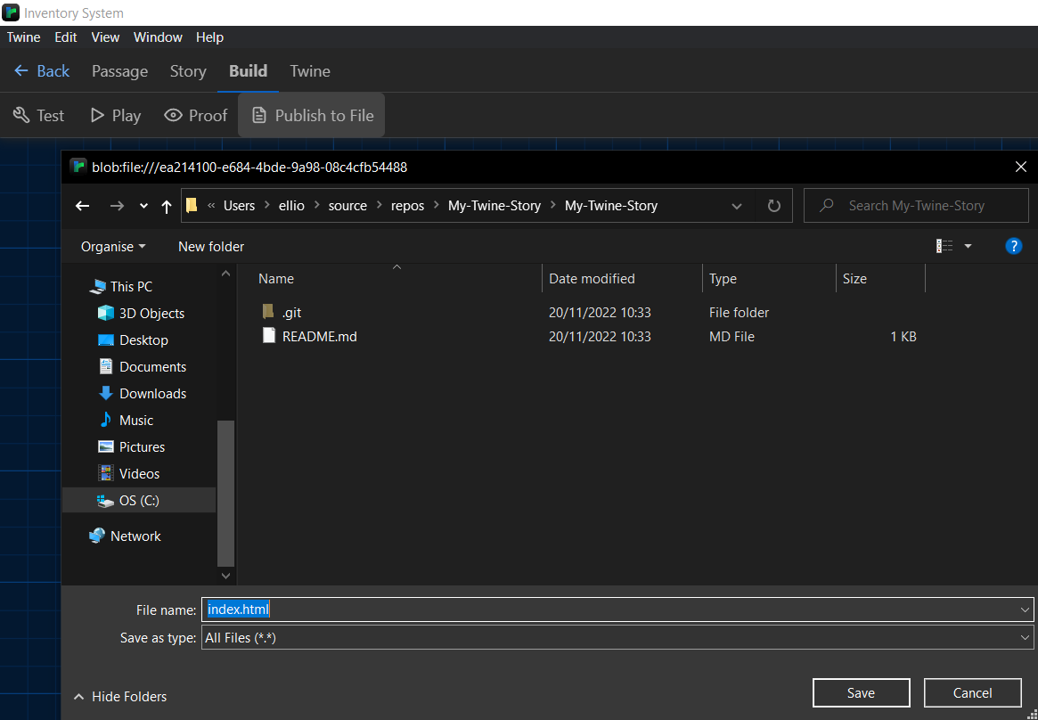 Inventory System
Twine Edit View Window Help
Back Passage Story Build Twine
Test Play Proof Publish to File
blob:file:///ea214100-e684-4bde-9a98-08c4cfb54488
« Users > ellio > source > repos > My-Twine-Story > My-Twine-Story Search My-Twine-Story
Organise New folder ?
Name Date modified Type Size
This PC
3D Objects
Desktop
Documents
Downloads
Music
Pictures
Videos
OS (C:)
Network
.git 20/11/2022 10:33 File folder
README.md 20/11/2022 10:33 MD File 1 KB
File name: index.html
Save as type: All Files (*.*)
Hide Folders Save Cancel